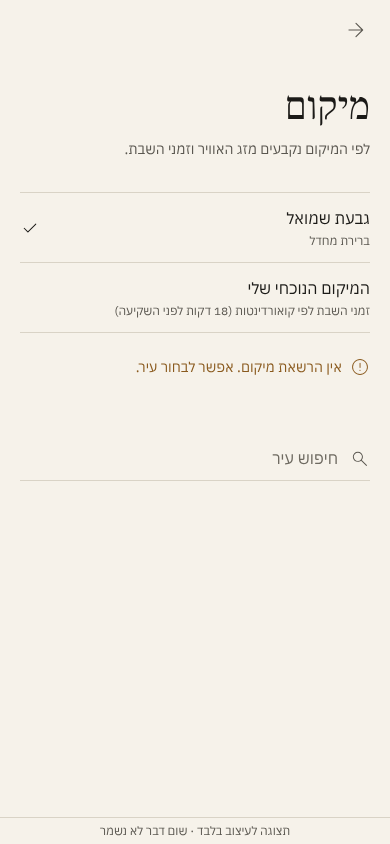 מיקום
לפי המיקום נקבעים מזג האוויר וזמני השבת.
גבעת שמואל
ברירת מחדל
המיקום הנוכחי שלי
זמני השבת לפי קואורדינטות (18 דקות לפני השקיעה)
אין הרשאת מיקום. אפשר לבחור עיר.
חיפוש עיר
תצוגה לעיצוב בלבד · שום דבר לא נשמר